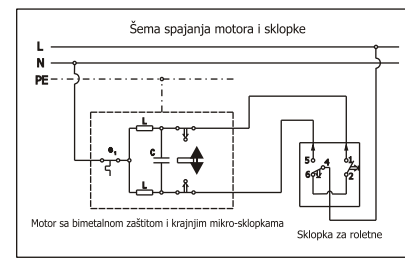 Šema spajanja motora i sklopke
L
N
PE
L
C
L
5 1
4
6 2
Motor sa bimetalnom zaštitom i krajnjim mikro-sklopkama
Sklopka za roletne